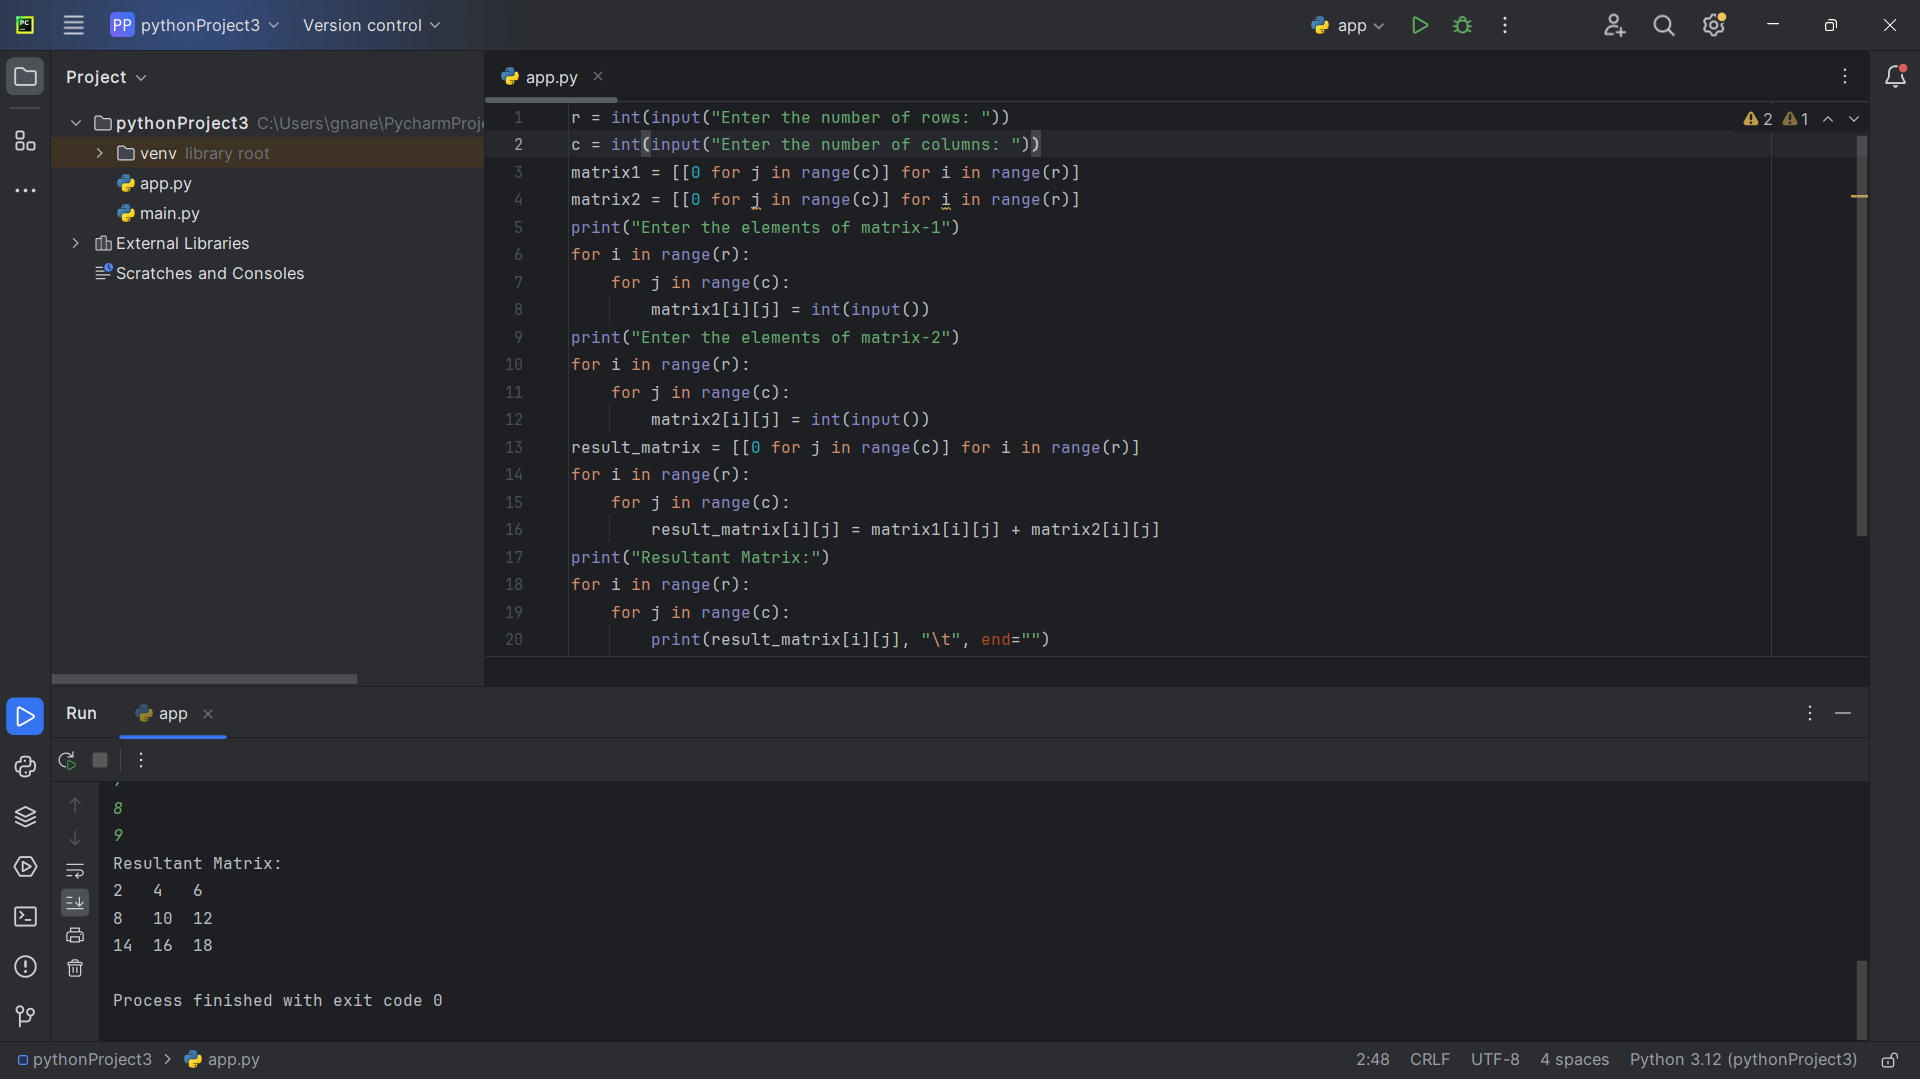 PP pythonProject3 Version control app
Project
app.py
pythonProject3 C:\Users\gnane\PycharmProj
venv library root
app.py
main.py
External Libraries
Scratches and Consoles
2 1
1 r = int(input("Enter the number of rows: "))
2 c = int(input("Enter the number of columns: "))
3 matrix1 = [[0 for j in range(c)] for i in range(r)]
4 matrix2 = [[0 for j in range(c)] for i in range(r)]
5 print("Enter the elements of matrix-1")
6 for i in range(r):
7     for j in range(c):
8         matrix1[i][j] = int(input())
9 print("Enter the elements of matrix-2")
10 for i in range(r):
11     for j in range(c):
12         matrix2[i][j] = int(input())
13 result_matrix = [[0 for j in range(c)] for i in range(r)]
14 for i in range(r):
15     for j in range(c):
16         result_matrix[i][j] = matrix1[i][j] + matrix2[i][j]
17 print("Resultant Matrix:")
18 for i in range(r):
19     for j in range(c):
20         print(result_matrix[i][j], "\t", end="")
Run app
8
9
Resultant Matrix:
2 4 6
8 10 12
14 16 18
Process finished with exit code 0
pythonProject3 > app.py 2:48 CRLF UTF-8 4 spaces Python 3.12 (pythonProject3)